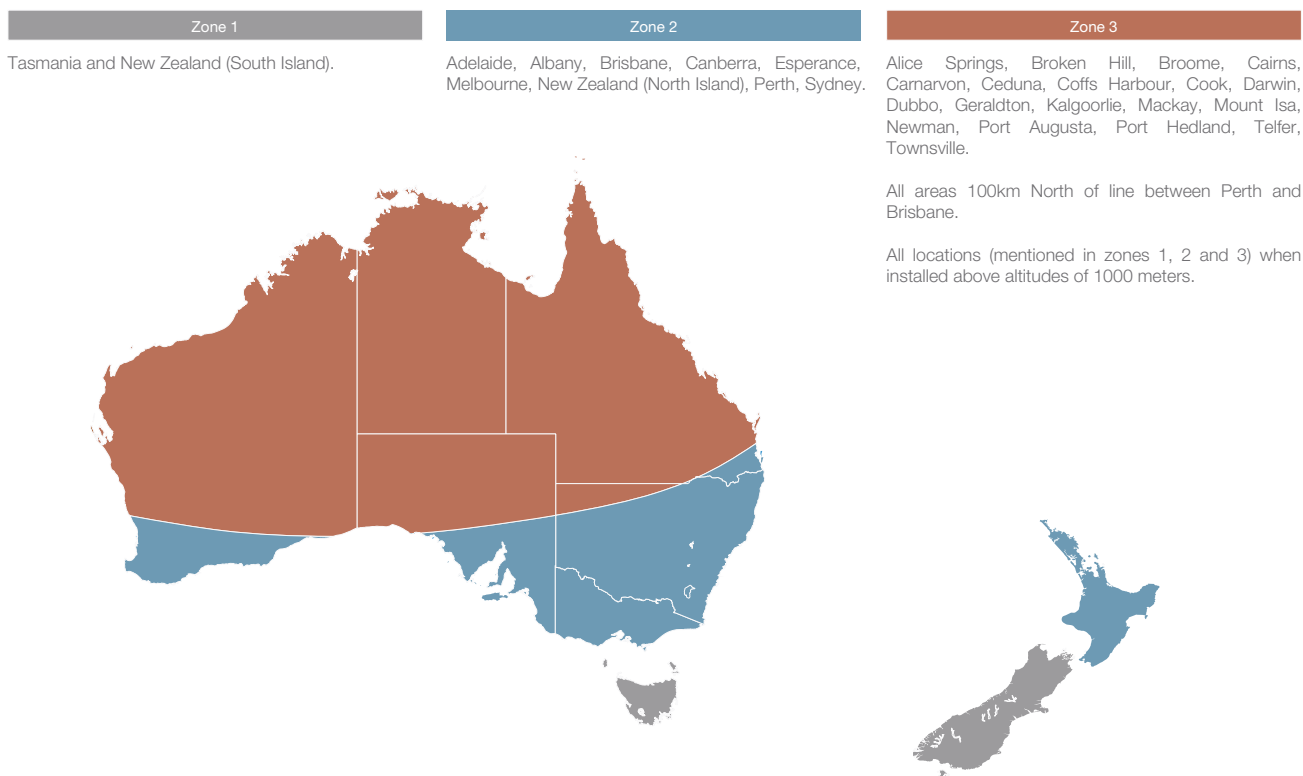 Zone 1
Tasmania and New Zealand (South Island).
Zone 2
Adelaide, Albany, Brisbane, Canberra, Esperance,
Melbourne, New Zealand (North Island), Perth, Sydney.
Zone 3
Alice Springs, Broken Hill, Broome, Cairns,
Carnarvon, Ceduna, Coffs Harbour, Cook, Darwin,
Dubbo, Geraldton, Kalgoorlie, Mackay, Mount Isa,
Newman, Port Augusta, Port Hedland, Telfer,
Townsville.
All areas 100km North of line between Perth and
Brisbane.
All locations (mentioned in zones 1, 2 and 3) when
installed above altitudes of 1000 meters.